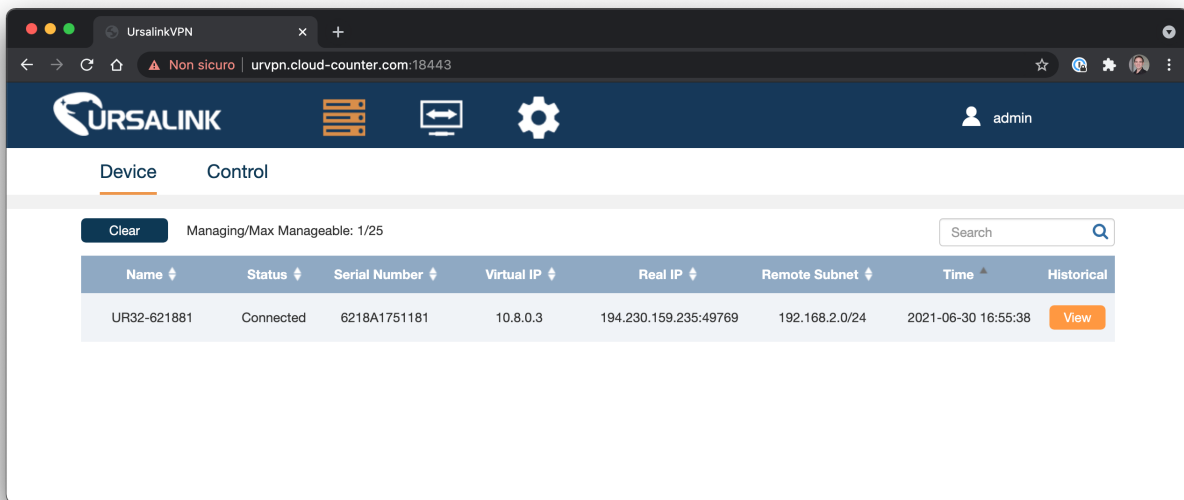 UrsalinkVPN
Non sicuro urvpn.cloud-counter.com:18443
URSALINK
admin
Device Control
Clear Managing/Max Manageable: 1/25 Search
Name Status Serial Number Virtual IP Real IP Remote Subnet Time Historical
UR32-621881 Connected 6218A1751181 10.8.0.3 194.230.159.235:49769 192.168.2.0/24 2021-06-30 16:55:38 View